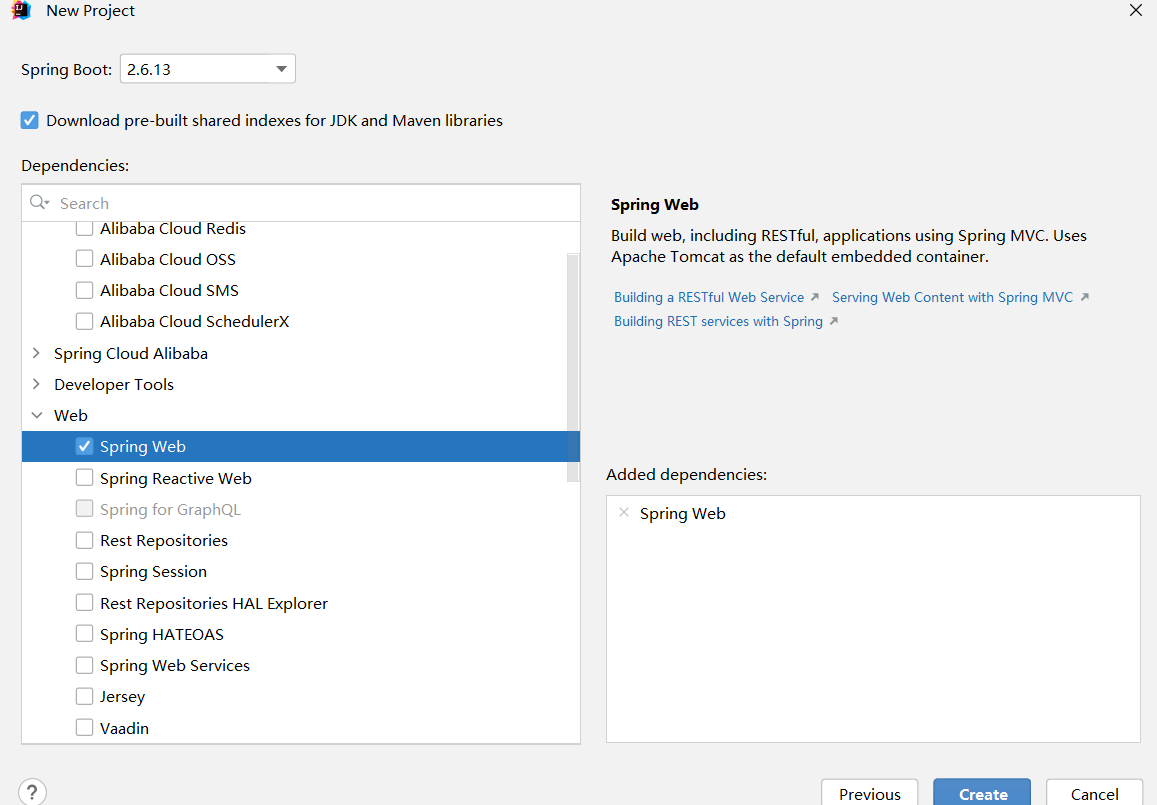 New Project
Spring Boot: 2.6.13
Download pre-built shared indexes for JDK and Maven libraries
Dependencies:
Search
Alibaba Cloud Redis
Alibaba Cloud OSS
Alibaba Cloud SMS
Alibaba Cloud SchedulerX
Spring Cloud Alibaba
Developer Tools
Web
Spring Web
Spring Reactive Web
Spring for GraphQL
Rest Repositories
Spring Session
Rest Repositories HAL Explorer
Spring HATEOAS
Spring Web Services
Jersey
Vaadin
Spring Web
Build web, including RESTful, applications using Spring MVC. Uses
Apache Tomcat as the default embedded container.
Building a RESTful Web Service Serving Web Content with Spring MVC
Building REST services with Spring
Added dependencies:
Spring Web
? Previous Create Cancel